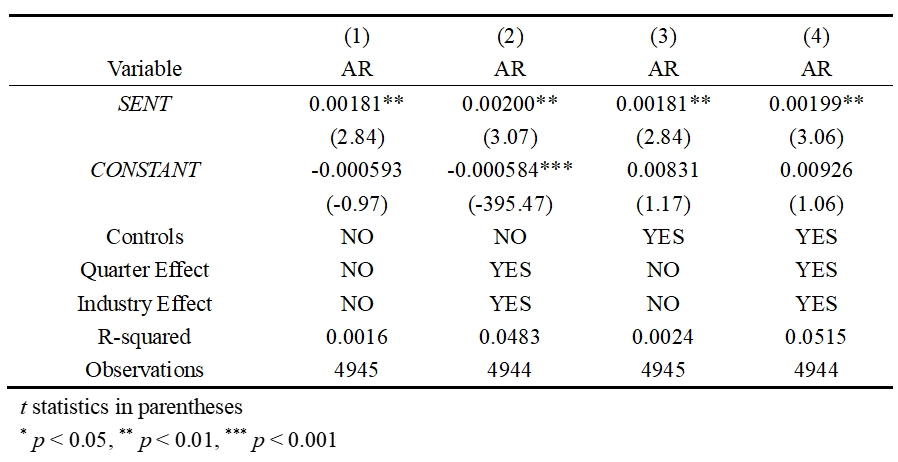 (1) (2) (3) (4)
Variable AR AR AR AR
SENT 0.00181** 0.00200** 0.00181** 0.00199**
(2.84) (3.07) (2.84) (3.06)
CONSTANT -0.000593 -0.000584*** 0.00831 0.00926
(-0.97) (-395.47) (1.17) (1.06)
Controls NO NO YES YES
Quarter Effect NO YES NO YES
Industry Effect NO YES NO YES
R-squared 0.0016 0.0483 0.0024 0.0515
Observations 4945 4944 4945 4944
t statistics in parentheses
* p < 0.05, ** p < 0.01, *** p < 0.001